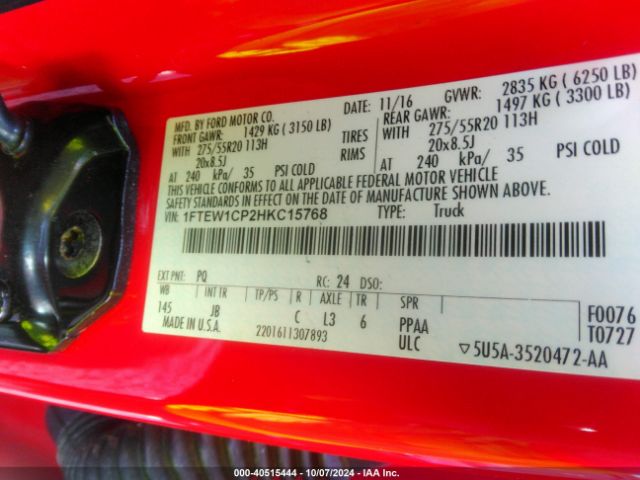 MFD. BY FORD MOTOR CO.
DATE: 11/16 GVWR: 2835 KG ( 6250 LB)
FRONT GAWR: 1429 KG ( 3150 LB) REAR GAWR: 1497 KG ( 3300 LB)
WITH 275/55R20 113H TIRES WITH 275/55R20 113H
20x8.5J RIMS 20x8.5J
AT 240 kPa/ 35 PSI COLD AT 240 kPa/ 35 PSI COLD
THIS VEHICLE CONFORMS TO ALL APPLICABLE FEDERAL MOTOR VEHICLE
SAFETY STANDARDS IN EFFECT ON THE DATE OF MANUFACTURE SHOWN ABOVE.
VIN: 1FTEW1CP2HKC15768 TYPE: Truck
EXT PNT: PQ RC: 24 DSO:
WB INT TR TP/PS R AXLE TR SPR
145 JB C L3 6 PPAA F0076
MADE IN U.S.A. 2201611307893 ULC T0727
▽5U5A-3520472-AA
000-40515444 - 10/07/2024 - IAA Inc.